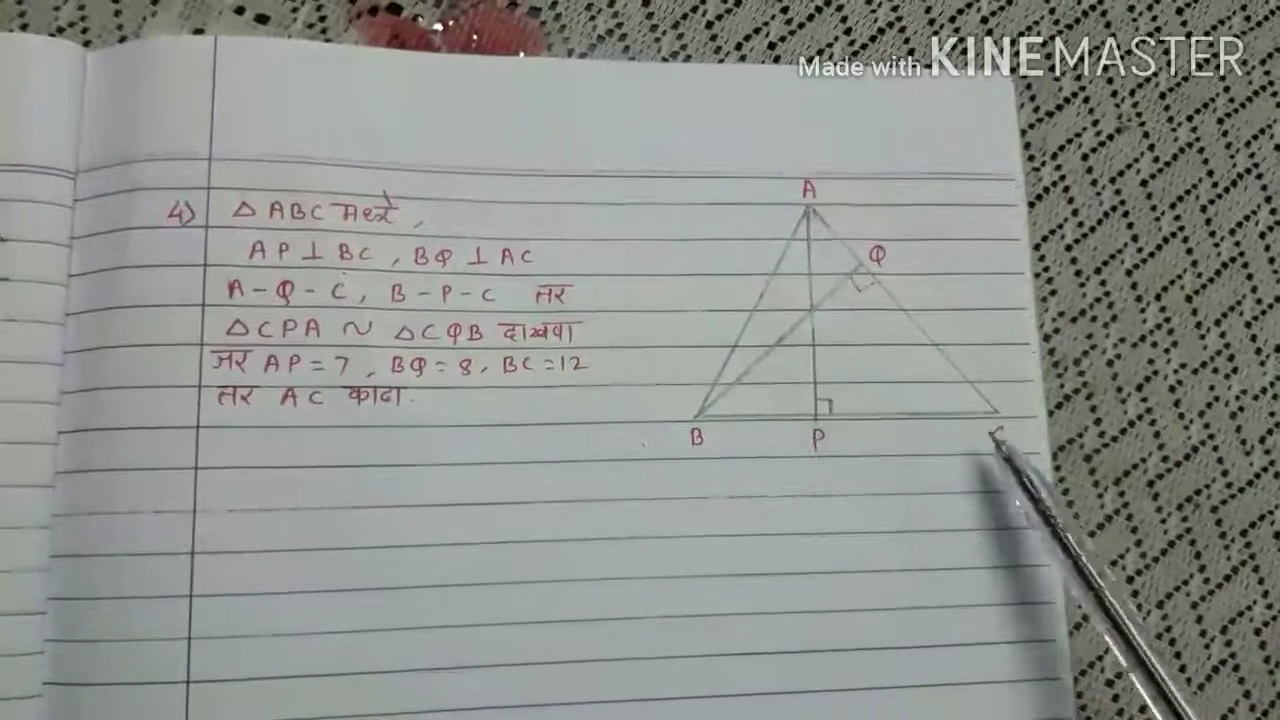 Made with KINEMASTER
4) △ ABC मध्ये,
AP ⊥ BC, BQ ⊥ AC
A-Q-C, B-P-C तर
△CPA ~ △CQB दाखवा
जर AP = 7, BQ = 8, BC = 12
तर AC काढा.
A
Q
B
P
C